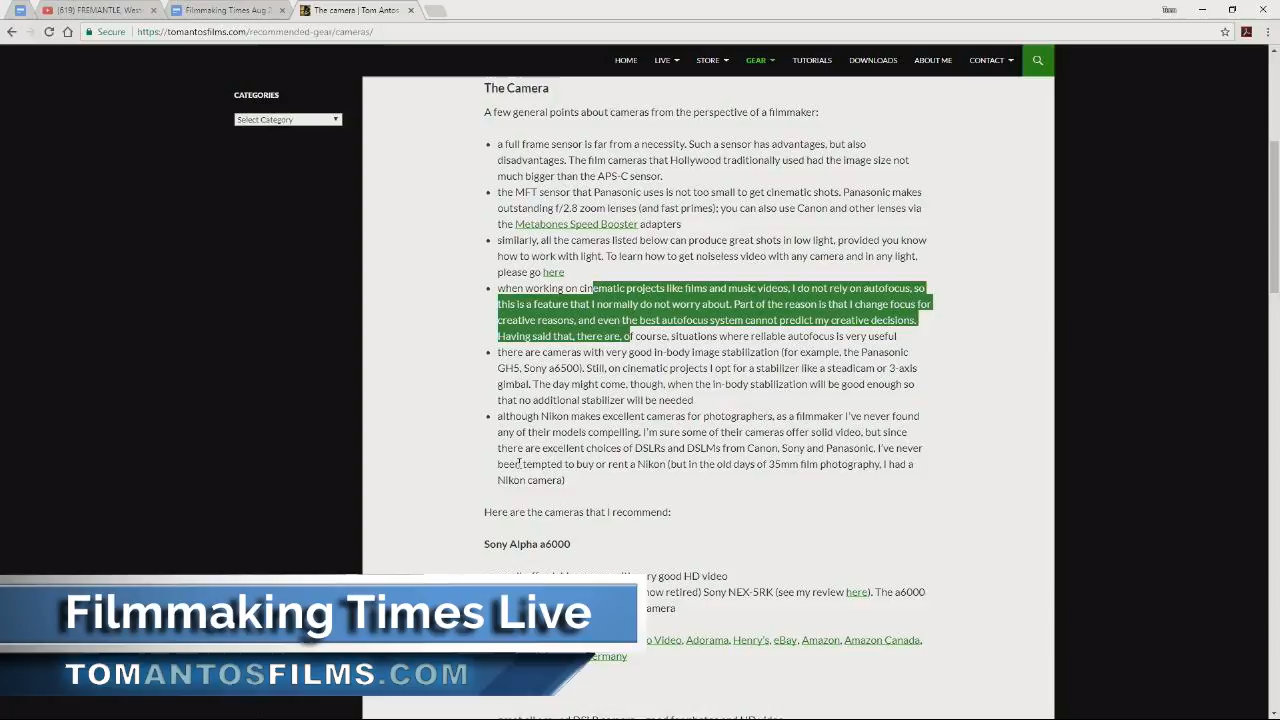 (619) FREMANTLE, West
Filmmaking Times Aug 2
The camera | Tom Antos
Secure
https://tomantosfilms.com/recommended-gear/cameras/
HOME LIVE STORE GEAR TUTORIALS DOWNLOADS ABOUT ME CONTACT
CATEGORIES
Select Category
The Camera
A few general points about cameras from the perspective of a filmmaker:
• a full frame sensor is far from a necessity. Such a sensor has advantages, but also
disadvantages. The film cameras that Hollywood traditionally used had the image size not
much bigger than the APS-C sensor.
• the MFT sensor that Panasonic uses is not too small to get cinematic shots. Panasonic makes
outstanding f/2.8 zoom lenses (and fast primes); you can also use Canon and other lenses via
the Metabones Speed Booster adapters
• similarly, all the cameras listed below can produce great shots in low light, provided you know
how to work with light. To learn how to get noiseless video with any camera and in any light,
please go here
• when working on cinematic projects like films and music videos, I do not rely on autofocus, so
this is a feature that I normally do not worry about. Part of the reason is that I change focus for
creative reasons, and even the best autofocus system cannot predict my creative decisions.
Having said that, there are, of course, situations where reliable autofocus is very useful
• there are cameras with very good in-body image stabilization (for example, the Panasonic
GH5, Sony a6500). Still, on cinematic projects I opt for a stabilizer like a steadicam or 3-axis
gimbal. The day might come, though, when the in-body stabilization will be good enough so
that no additional stabilizer will be needed
• although Nikon makes excellent cameras for photographers, as a filmmaker I've never found
any of their models compelling. I'm sure some of their cameras offer solid video, but since
there are excellent choices of DSLRs and DSLMs from Canon, Sony and Panasonic, I've never
been tempted to buy or rent a Nikon (but in the old days of 35mm film photography, I had a
Nikon camera)
Here are the cameras that I recommend:
Sony Alpha a6000
very good HD video
now retired) Sony NEX-5RK (see my review here). The a6000
camera
Video, Adorama, Henry's, eBay, Amazon, Amazon Canada,
Germany
Filmmaking Times Live
TOMANTOSFILMS.COM